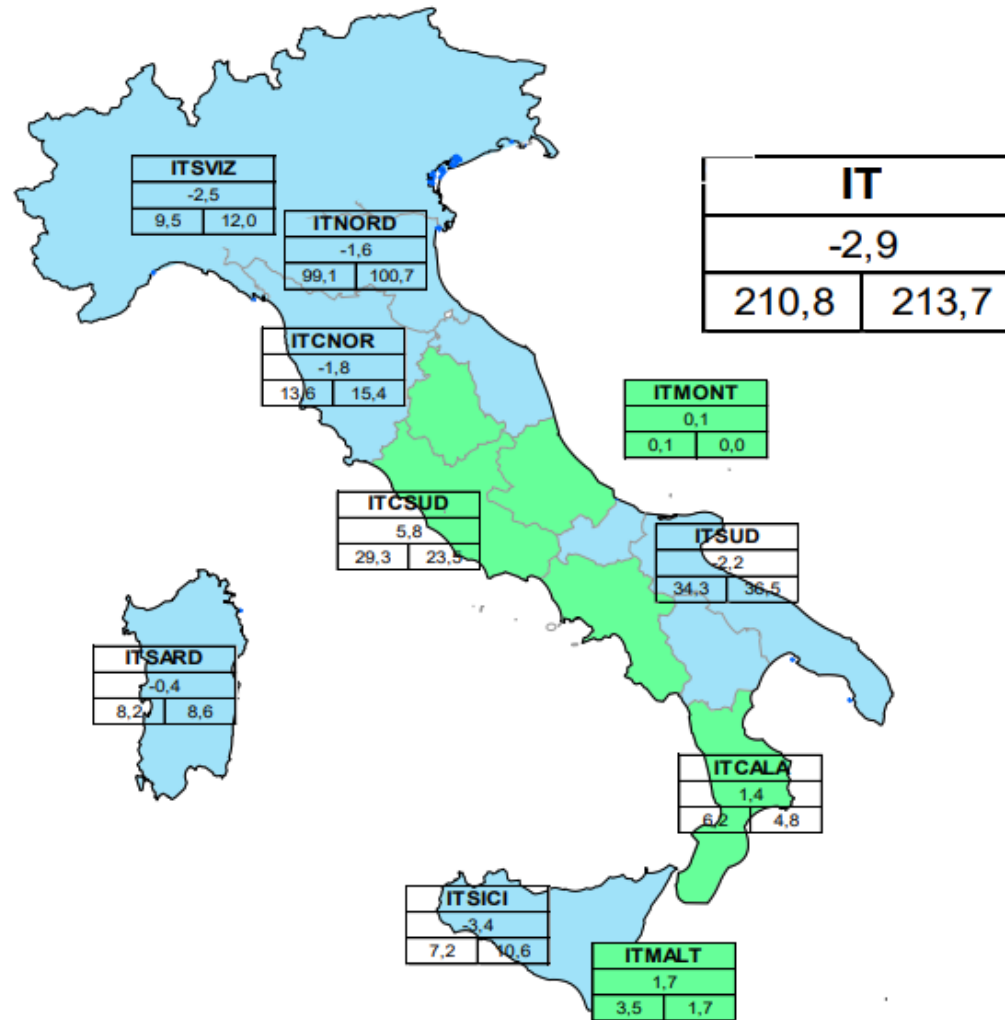 ITSVIZ
-2,5
9,5 12,0
ITNORD
-1,6
99,1 100,7
IT
-2,9
210,8 213,7
ITCNOR
-1,8
13,6 15,4
ITMONT
0,1
0,1 0,0
ITCSUD
5,8
29,3 23,5
ITSUD
-2,2
34,3 36,5
ITSARD
-0,4
8,2 8,6
ITCALA
1,4
6,2 4,8
ITSICI
-3,4
7,2 10,6
ITMALT
1,7
3,5 1,7